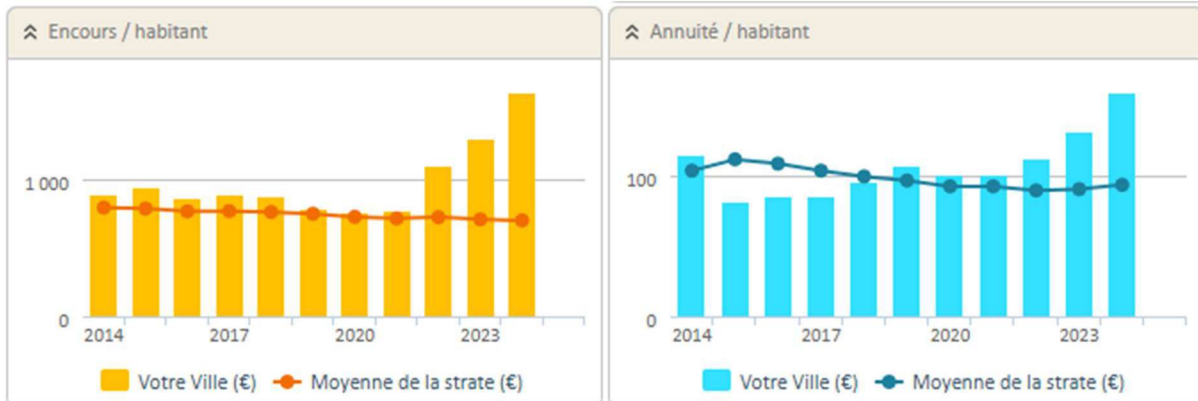 Encours / habitant
1 000
0
2014
2017
2020
2023
Votre Ville (€)
Moyenne de la strate (€)
Annuité / habitant
100
0
2014
2017
2020
2023
Votre Ville (€)
Moyenne de la strate (€)